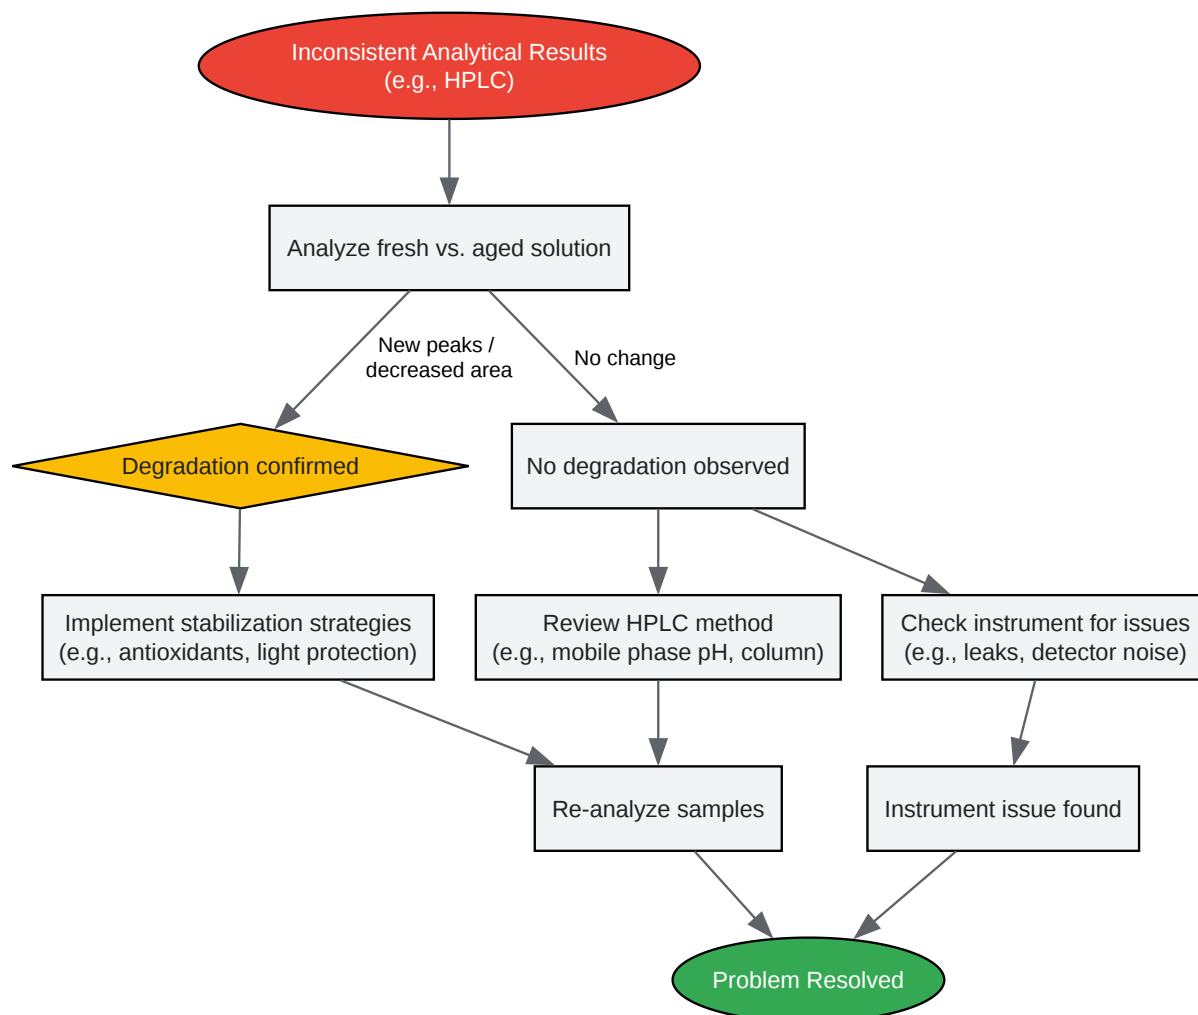 Inconsistent Analytical Results
(e.g., HPLC)
Analyze fresh vs. aged solution
New peaks /
decreased area
No change
Degradation confirmed
No degradation observed
Implement stabilization strategies
(e.g., antioxidants, light protection)
Review HPLC method
(e.g., mobile phase pH, column)
Check instrument for issues
(e.g., leaks, detector noise)
Re-analyze samples
Instrument issue found
Problem Resolved